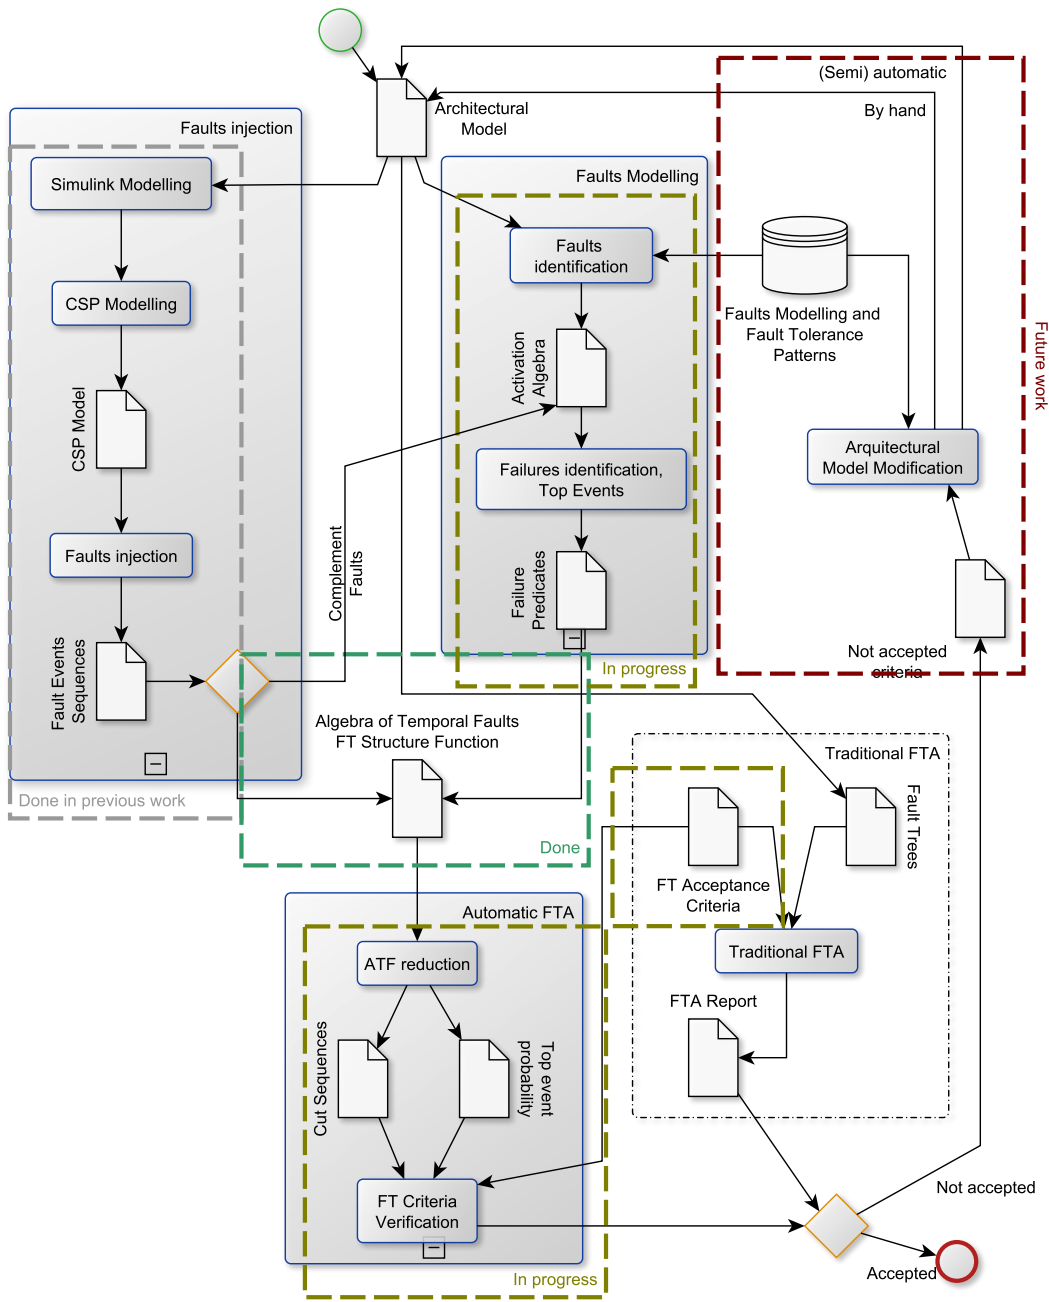 (Semi) automatic
By hand
Architectural
Model
Faults injection
Faults Modelling
Simulink Modelling
Faults
identification
CSP Modelling
Faults Modelling and
Fault Tolerance
Patterns
Future work
Activation
Algebra
CSP Model
Arquitectural
Model Modification
Failures identification,
Top Events
Faults injection
Complement
Faults
Failure
Predicates
Fault Events
Sequences
Not accepted
criteria
In progress
Algebra of Temporal Faults
FT Structure Function
Traditional FTA
Done in previous work
Fault Trees
Done
FT Acceptance
Criteria
Automatic FTA
Traditional FTA
ATF reduction
FTA Report
Cut Sequences
Top event
probability
Not accepted
FT Criteria
Verification
Accepted
In progress